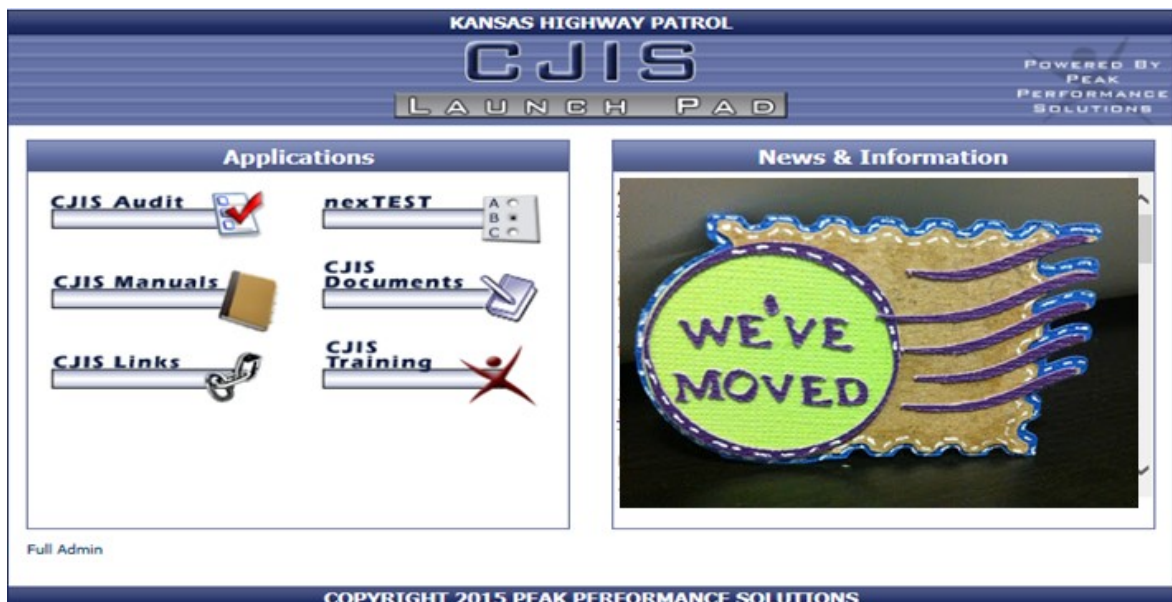 KANSAS HIGHWAY PATROL
CJIS
LAUNCH PAD
POWERED BY
PEAK
PERFORMANCE
SOLUTIONS
Applications
CJIS Audit
nexTEST
A
B
C
CJIS Manuals
CJIS
Documents
CJIS Links
CJIS
Training
News & Information
WE'VE
MOVED
Full Admin
COPYRIGHT 2015 PEAK PERFORMANCE SOLUTIONS